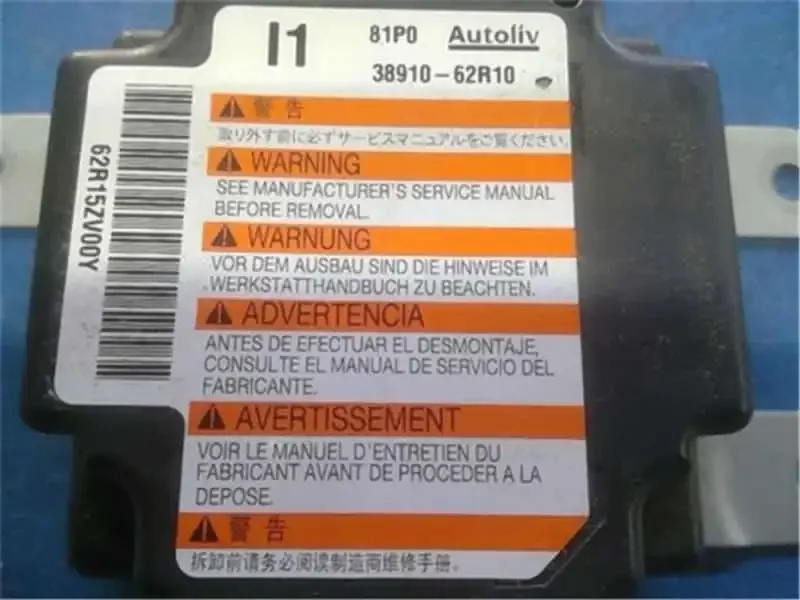 I1 81P0 Autoliv
38910-62R10
62R15ZV00Y
警告
取り外す前に必ずサービスマニュアルをご覧ください.
WARNING
SEE MANUFACTURER'S SERVICE MANUAL
BEFORE REMOVAL.
WARNUNG
VOR DEM AUSBAU SIND DIE HINWEISE IM
WERKSTATTHANDBUCH ZU BEACHTEN.
ADVERTENCIA
ANTES DE EFECTUAR EL DESMONTAJE,
CONSULTE EL MANUAL DE SERVICIO DEL
FABRICANTE.
AVERTISSEMENT
VOIR LE MANUEL D'ENTRETIEN DU
FABRICANT AVANT DE PROCEDER A LA
DEPOSE.
警告
拆卸前请务必阅读制造商维修手册.